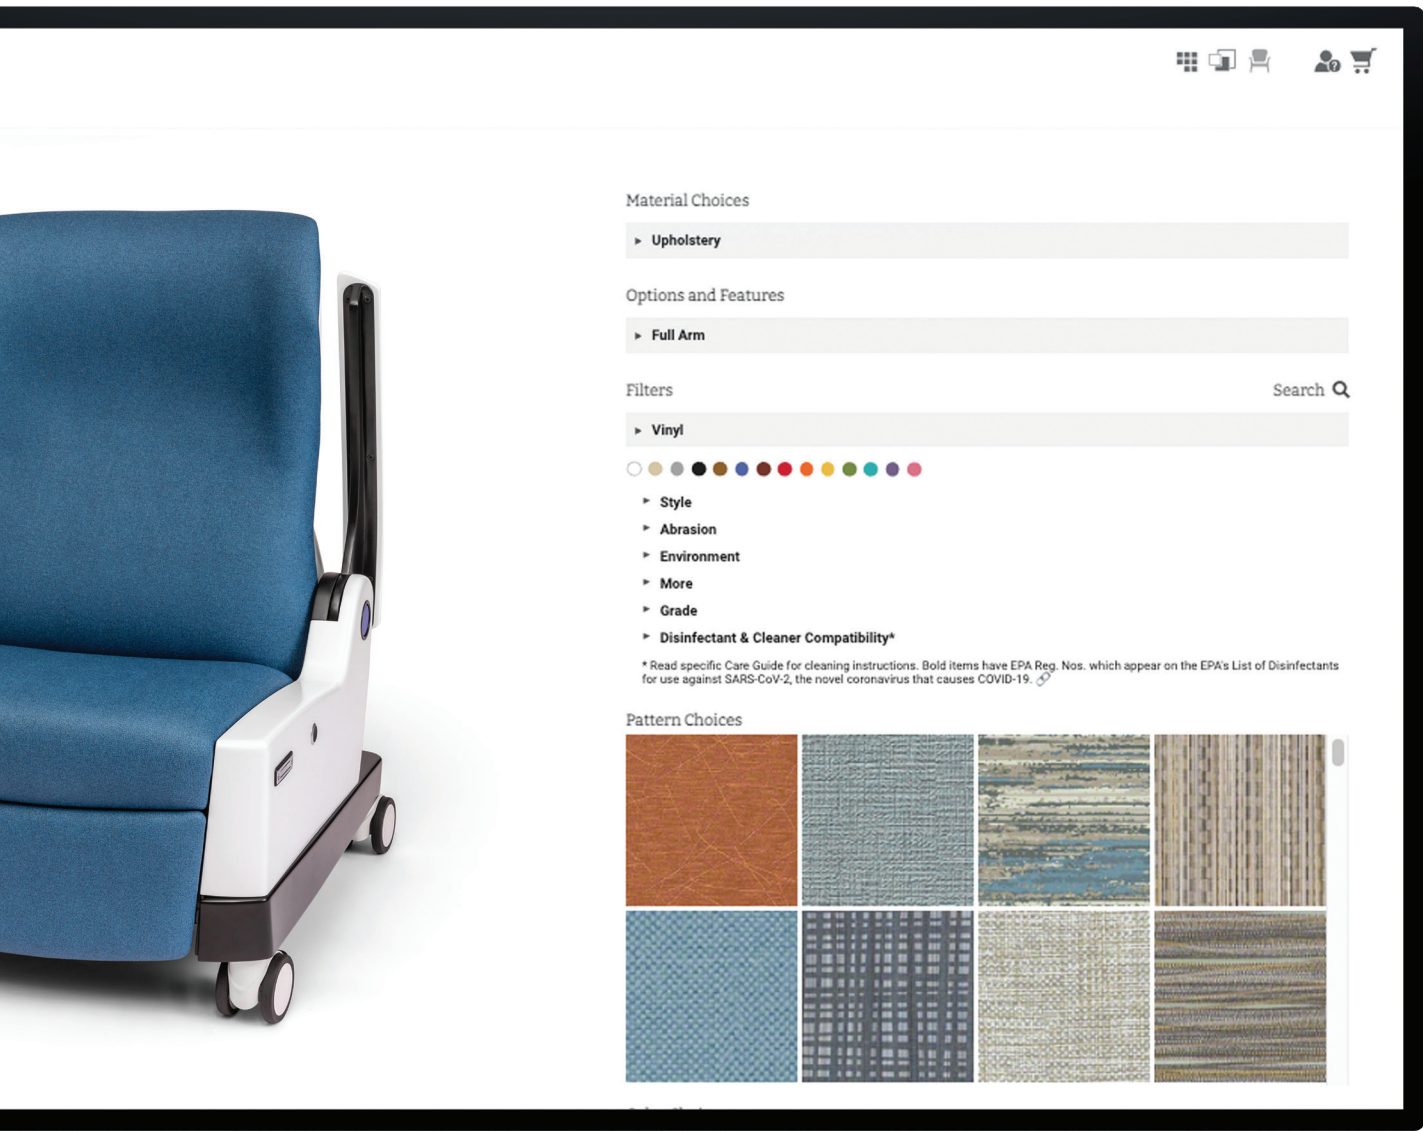 Material Choices
Upholstery
Options and Features
Full Arm
Filters
Search
Vinyl
Style
Abrasion
Environment
More
Grade
Disinfectant & Cleaner Compatibility*
* Read specific Care Guide for cleaning instructions. Bold items have EPA Reg. Nos. which appear on the EPA's List of Disinfectants
for use against SARS-CoV-2, the novel coronavirus that causes COVID-19.
Pattern Choices